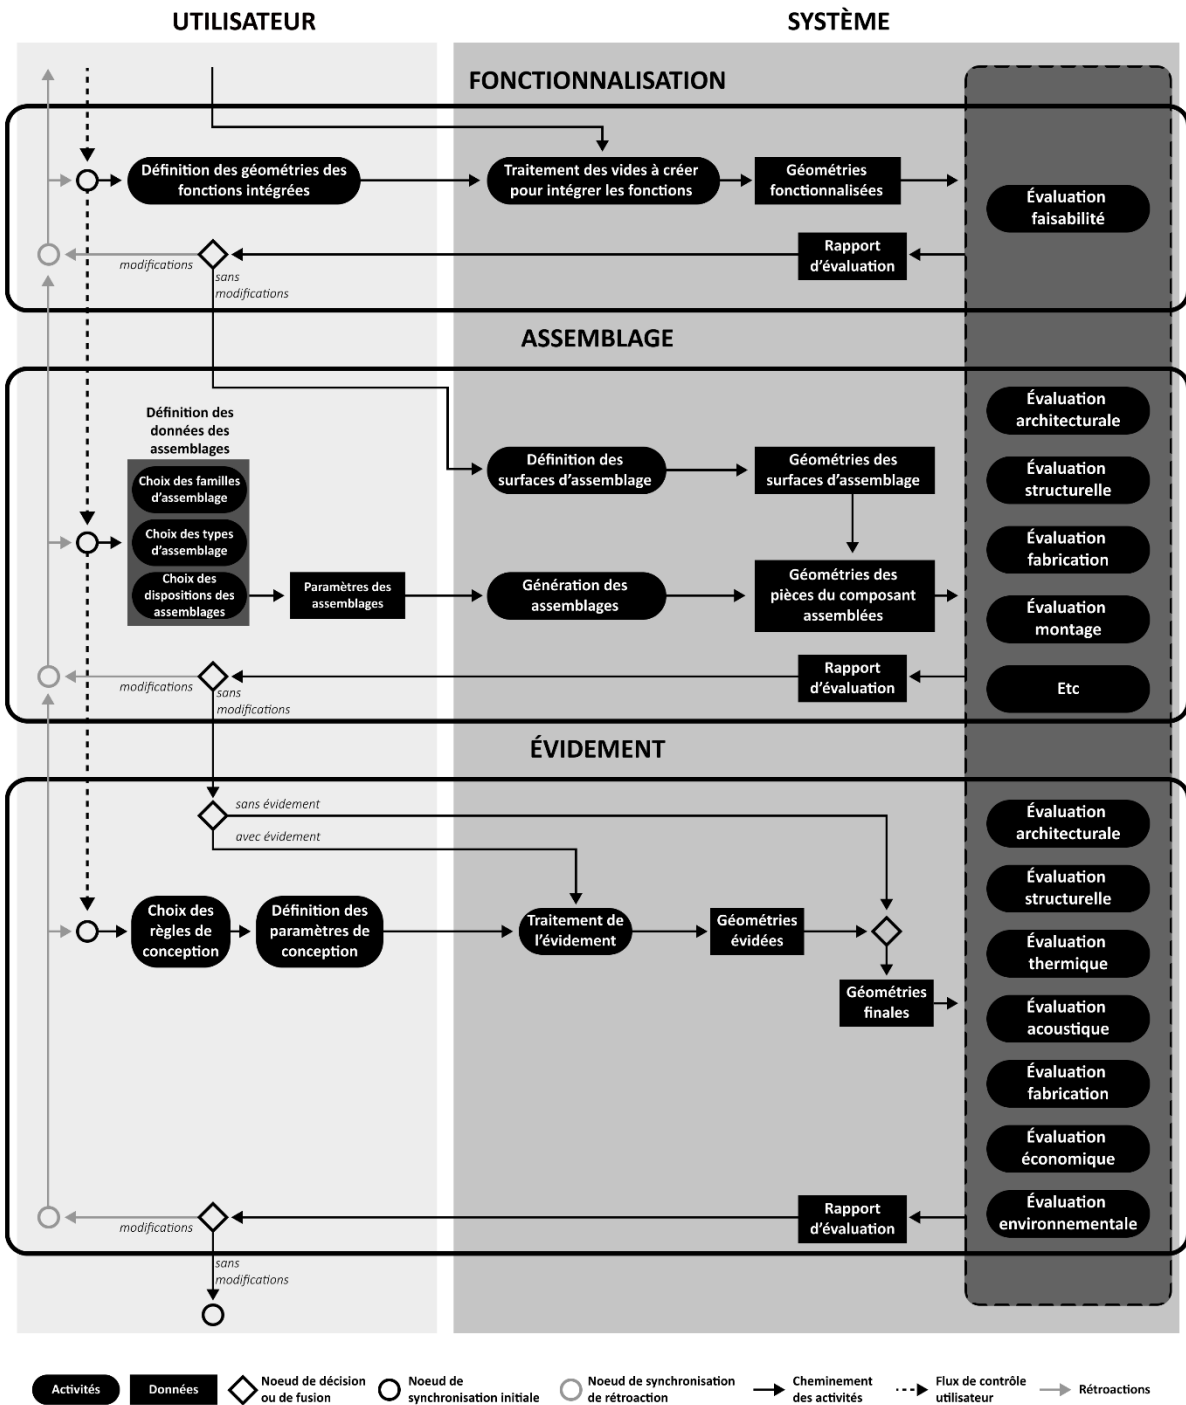 UTILISATEUR
SYSTÈME
FONCTIONNALISATION
Définition des géométries des
fonctions intégrées
Traitement des vides à créer
pour intégrer les fonctions
Géométries
fonctionnalisées
Évaluation
faisabilité
modifications
sans
modifications
Rapport
d'évaluation
ASSEMBLAGE
Définition des
données des
assemblages
Choix des familles
d'assemblage
Choix des types
d'assemblage
Choix des
dispositions des
assemblages
Paramètres des
assemblages
Définition des
surfaces d'assemblage
Géométries des
surfaces d'assemblage
Génération des
assemblages
Géométries des
pièces du composant
assemblées
Évaluation
architecturale
Évaluation
structurelle
Évaluation
fabrication
Évaluation
montage
Etc
modifications
sans
modifications
Rapport
d'évaluation
ÉVIDEMENT
sans évidement
avec évidement
Choix des
règles de
conception
Définition des
paramètres de
conception
Traitement de
l'évidement
Géométries
évidées
Géométries
finales
Évaluation
architecturale
Évaluation
structurelle
Évaluation
thermique
Évaluation
acoustique
Évaluation
fabrication
Évaluation
économique
Évaluation
environnementale
modifications
Rapport
d'évaluation
sans
modifications
Activités
Données
Noeud de décision
ou de fusion
Noeud de
synchronisation initiale
Noeud de synchronisation
de rétroaction
Cheminement
des activités
Flux de contrôle
utilisateur
Rétroactions